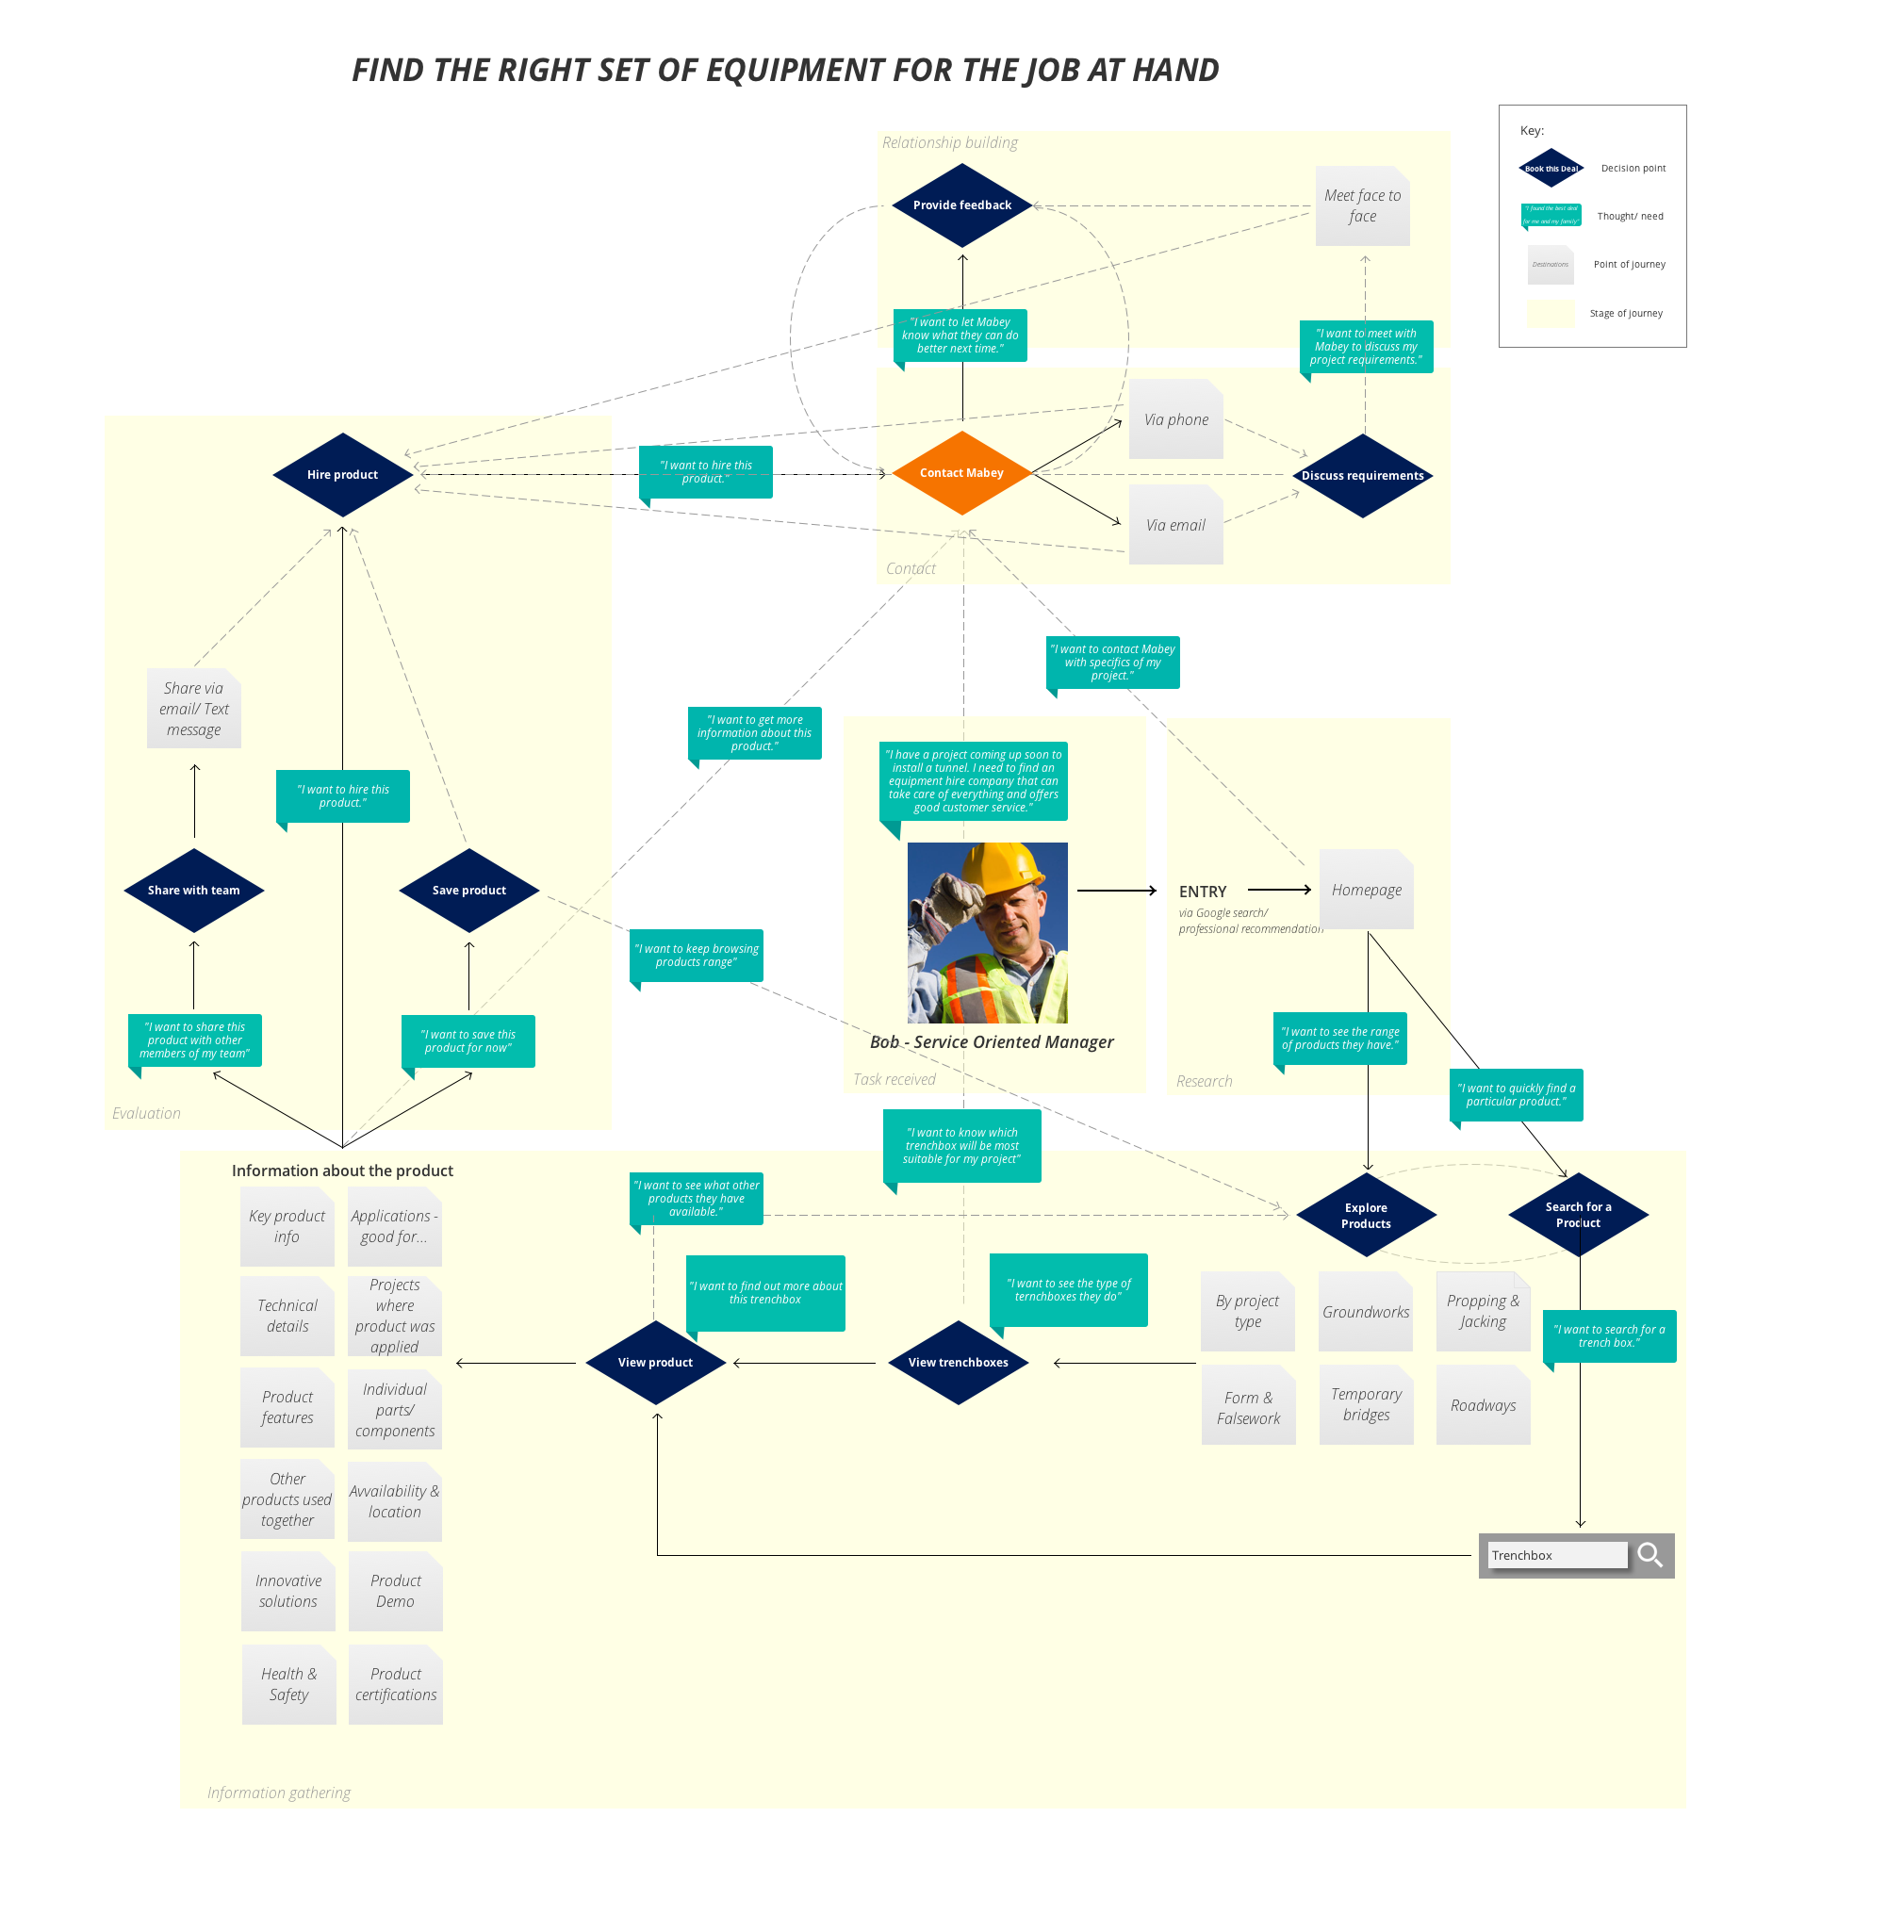 FIND THE RIGHT SET OF EQUIPMENT FOR THE JOB AT HAND
Key:
Book this Deal
Decision point
"I found the best deal
for me and my family"
Thought/ need
Destinations
Point of journey
Stage of journey
Relationship building
Provide feedback
Meet face to
face
"I want to let Mabey
know what they can do
better next time."
"I want to meet with
Mabey to discuss my
project requirements."
Via phone
Hire product
"I want to hire this
product."
Contact Mabey
Discuss requirements
Via email
Contact
"I want to contact Mabey
with specifics of my
project."
Share via
email/ Text
message
"I want to get more
information about this
product."
"I want to hire this
product."
"I have a project coming up soon to
install a tunnel. I need to find an
equipment hire company that can
take care of everything and offers
good customer service."
Share with team
Save product
ENTRY
via Google search/
professional recommendation
Homepage
"I want to keep browsing
products range"
"I want to share this
product with other
members of my team"
"I want to save this
product for now"
Bob - Service Oriented Manager
"I want to see the range
of products they have."
Task received
Research
"I want to quickly find a
particular product."
Evaluation
"I want to know which
trenchbox will be most
suitable for my project"
Information about the product
"I want to see what other
products they have
available."
Explore
Products
Search for a
Product
Key product
info
Applications -
good for...
Technical
details
Projects
where
product was
applied
"I want to find out more about
this trenchbox
"I want to see the type of
ternchboxes they do"
By project
type
Groundworks
Propping &
Jacking
"I want to search for a
trench box."
View product
View trenchboxes
Product
features
Individual
parts/
components
Form &
Falsework
Temporary
bridges
Roadways
Other
products used
together
Avvailability &
location
Trenchbox
Innovative
solutions
Product
Demo
Health &
Safety
Product
certifications
Information gathering